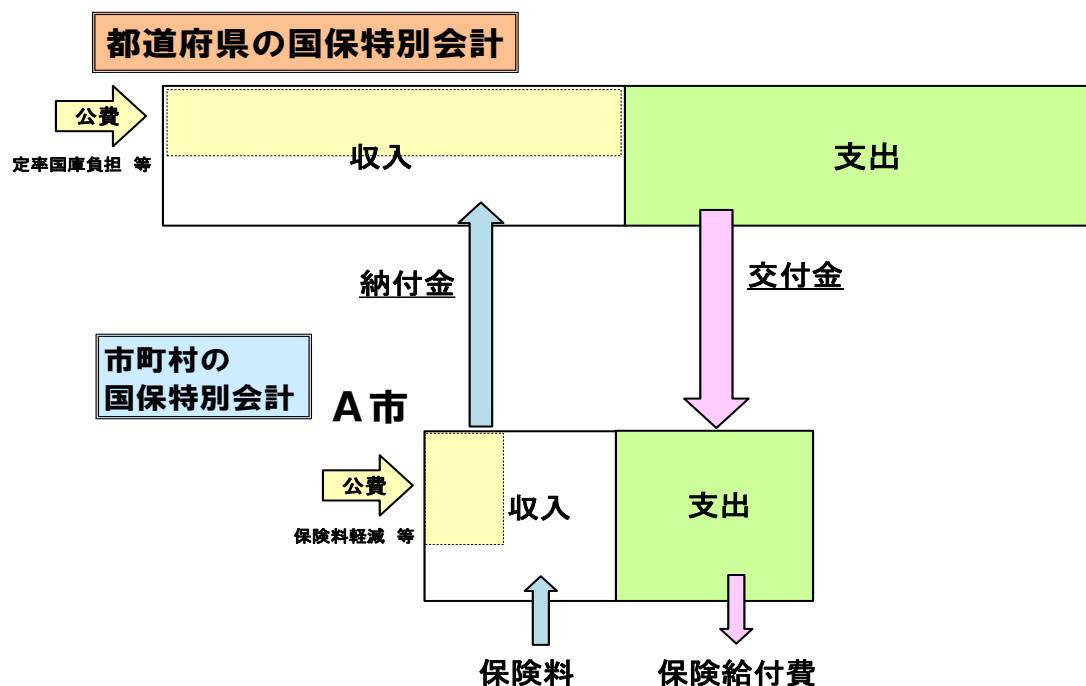 都道府県の国保特別会計
公費
定率国庫負担 等
収入
支出
納付金
交付金
市町村の
国保特別会計
A市
公費
保険料軽減 等
収入
支出
保険料
保険給付費